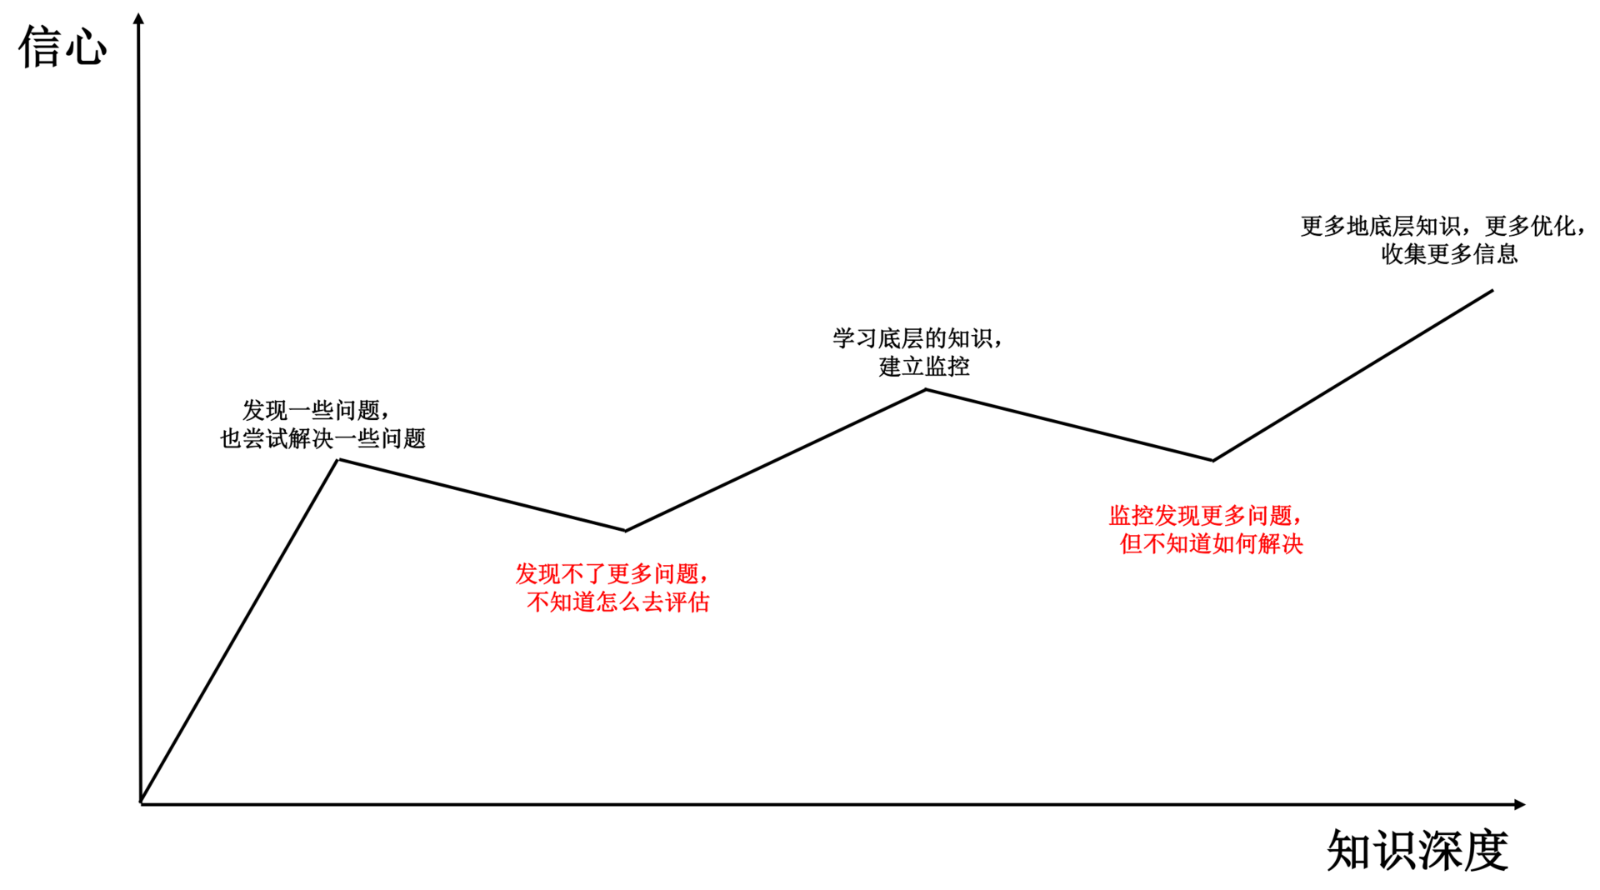 信心
更多地底层知识，更多优化，
收集更多信息
学习底层的知识，
建立监控
发现一些问题，
也尝试解决一些问题
监控发现更多问题，
但不知道如何解决
发现不了更多问题，
不知道怎么去评估
知识深度